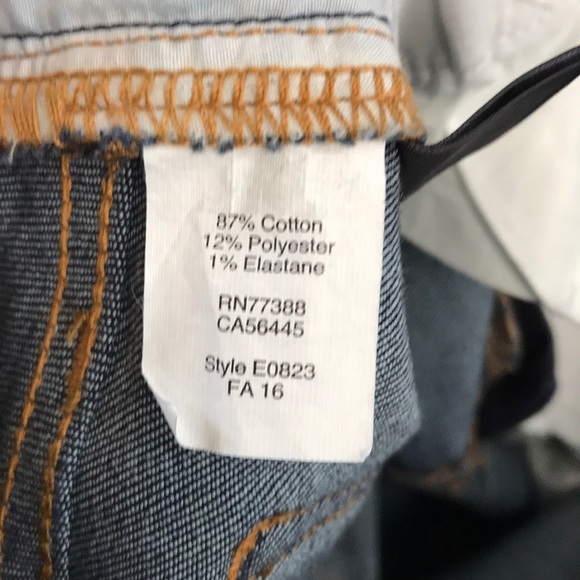 87% Cotton
12% Polyester
1% Elastane
RN77388
CA56445
Style E0823
FA 16